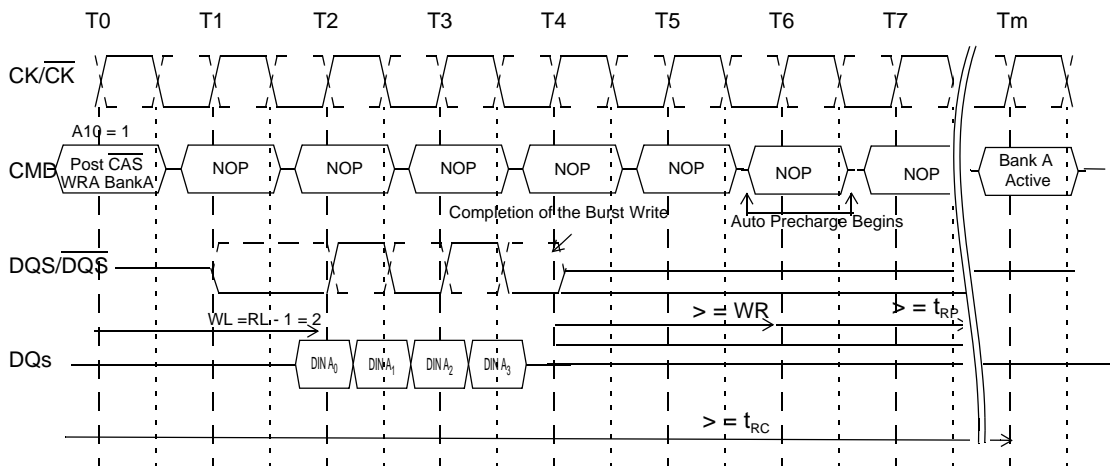 T0 T1 T2 T3 T4 T5 T6 T7 Tm
CK/CK
A10 = 1
CMD
Post CAS
WRA BankA
NOP NOP NOP NOP NOP NOP NOP
Bank A
Active
Completion of the Burst Write
Auto Precharge Begins
DQS/DQS
WL =RL - 1 = 2
> = WR
> = tRP
DQs
DIN A0 DIN A1 DIN A2 DIN A3
> = tRC